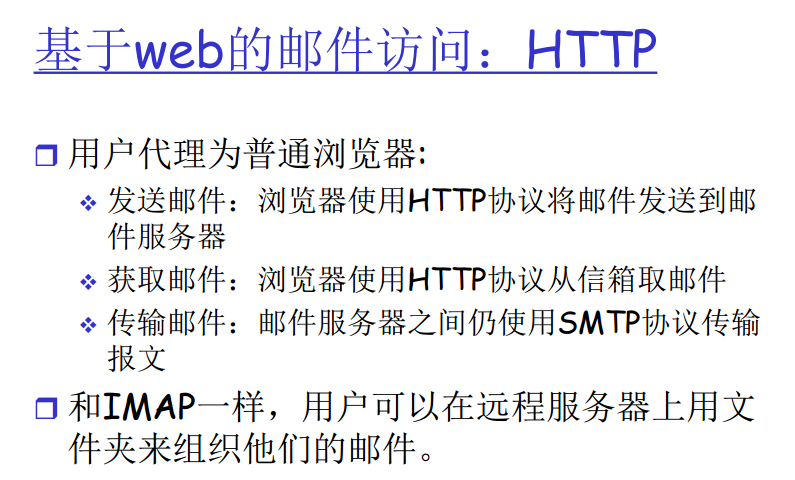 基于web的邮件访问：HTTP
用户代理为普通浏览器:
发送邮件：浏览器使用HTTP协议将邮件发送到邮
件服务器
获取邮件：浏览器使用HTTP协议从信箱取邮件
传输邮件：邮件服务器之间仍使用SMTP协议传输
报文
和IMAP一样，用户可以在远程服务器上用文
件夹来组织他们的邮件。